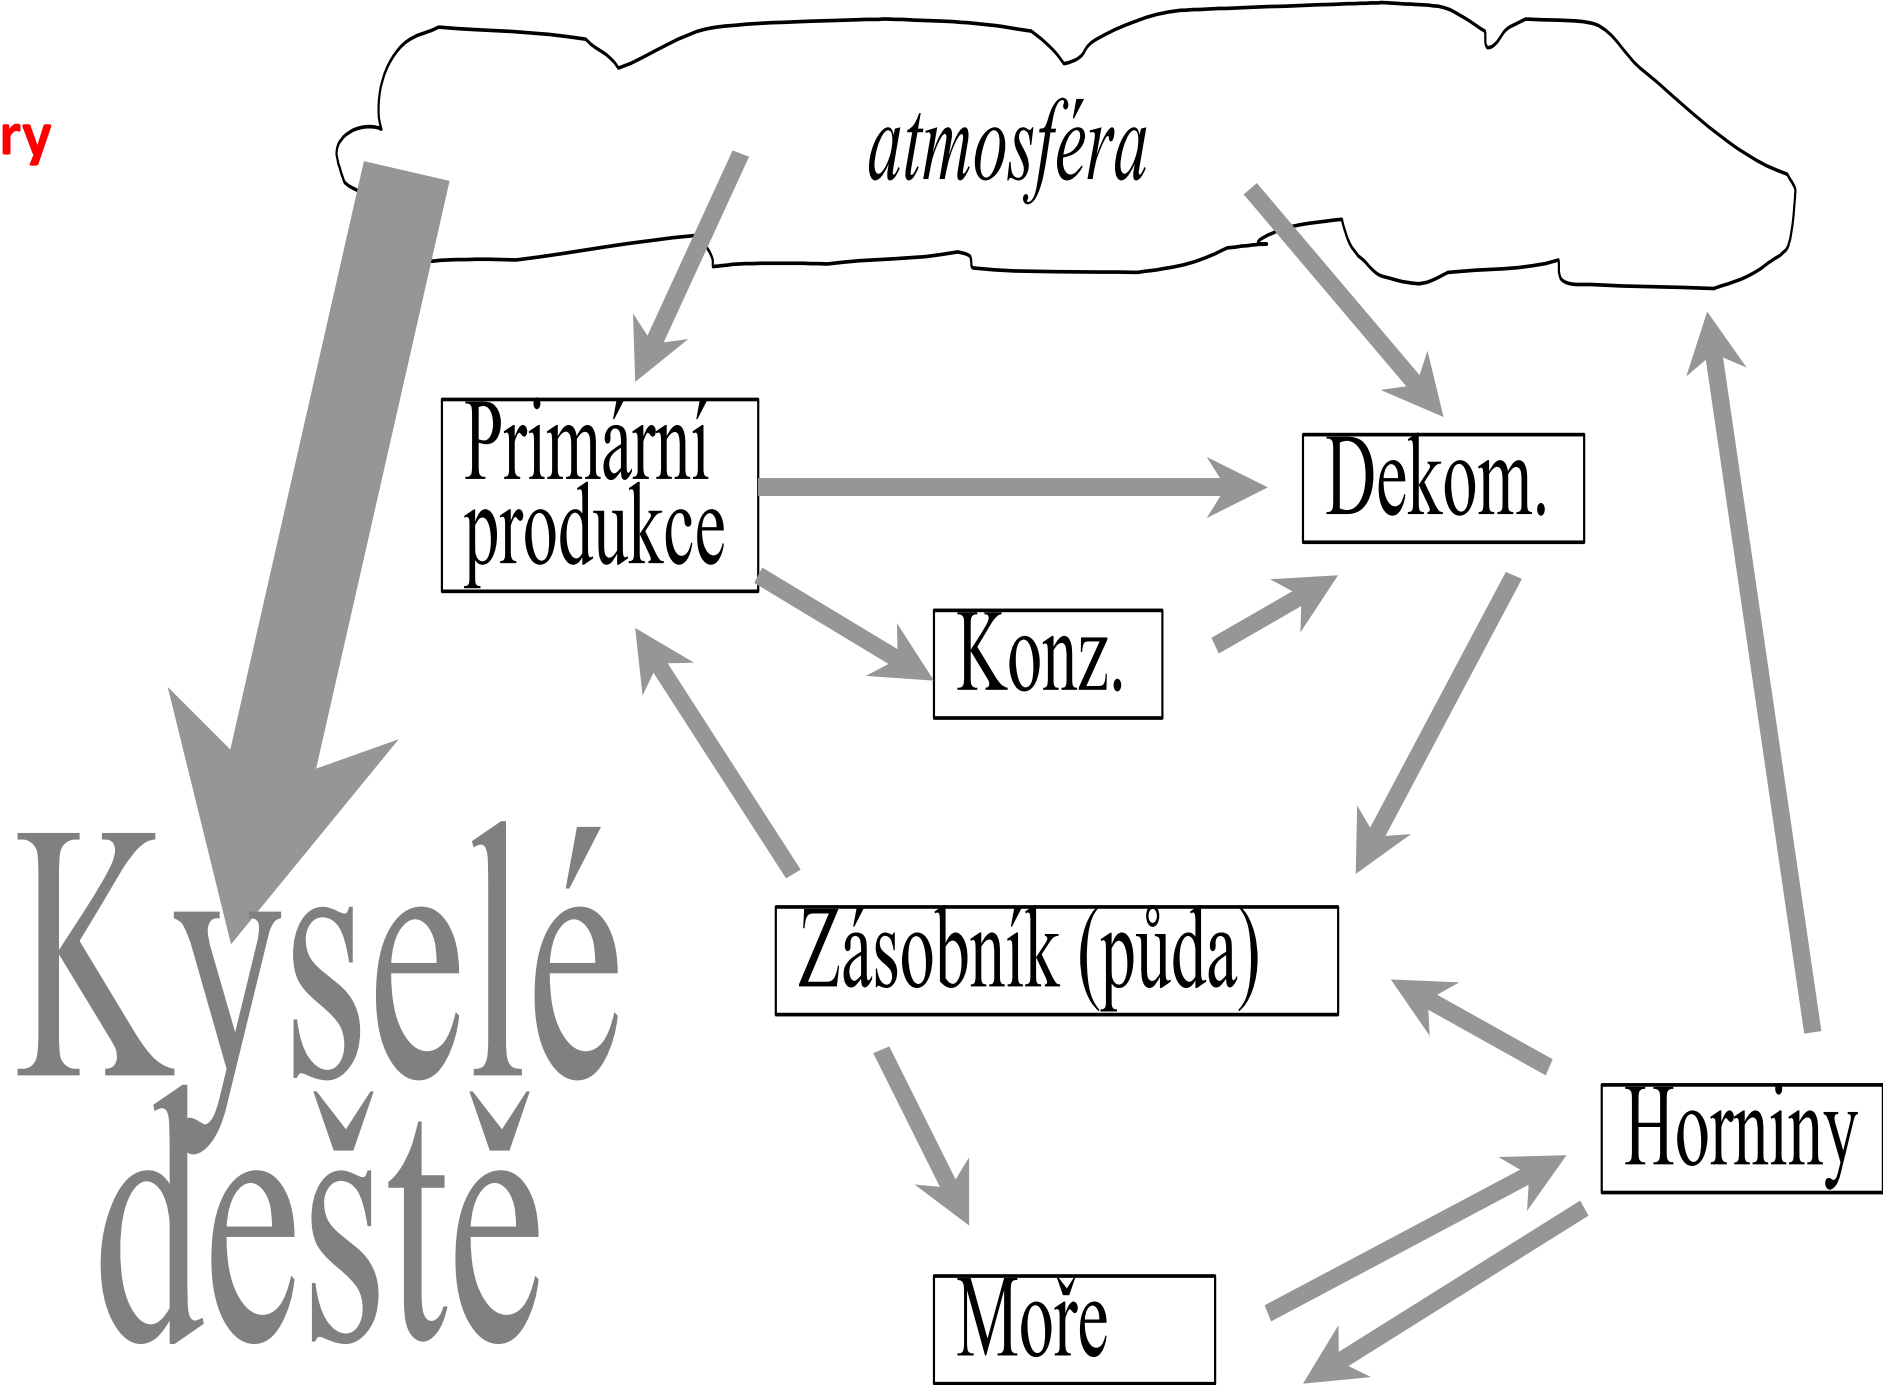 ry
atmosféra
Primární
produkce
Dekom.
Konz.
Kyselé
deště
Zásobník (půda)
Horniny
Moře